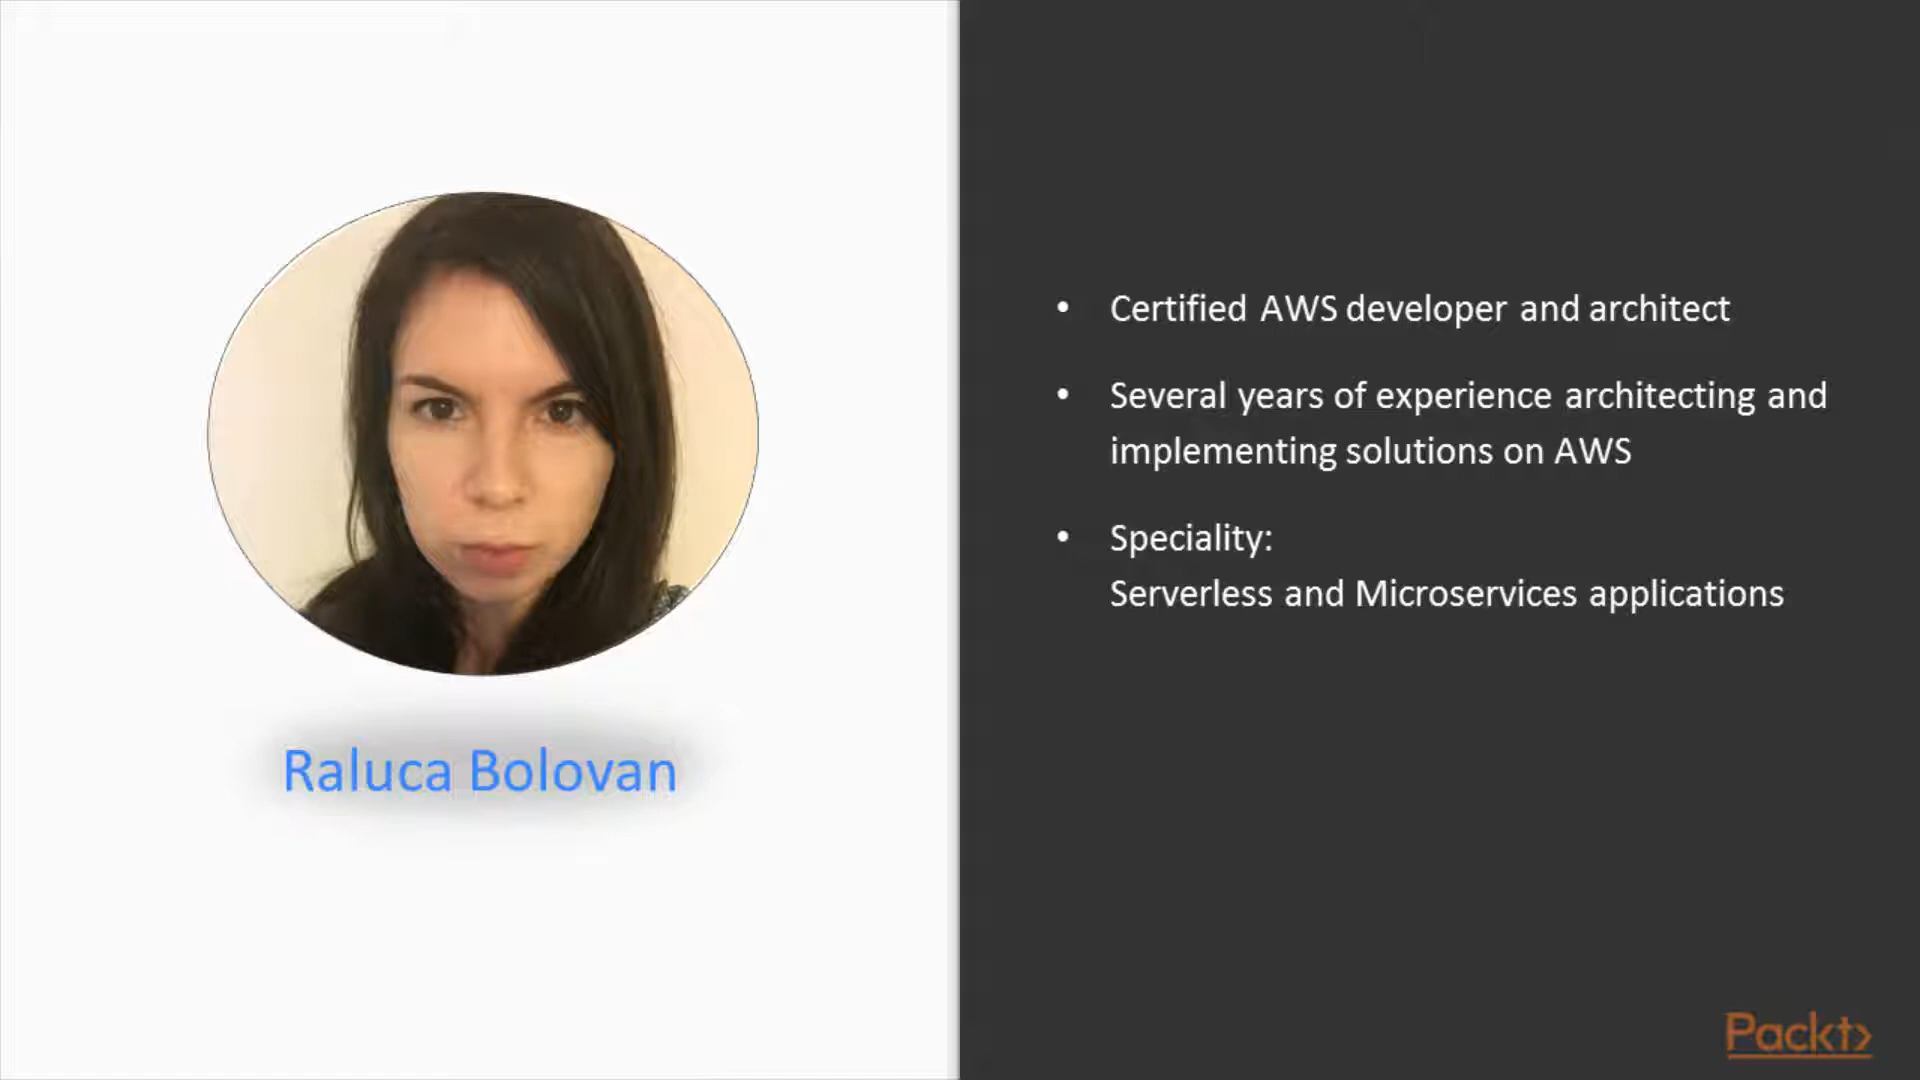 Raluca Bolovan
• Certified AWS developer and architect
• Several years of experience architecting and
implementing solutions on AWS
• Speciality:
Serverless and Microservices applications
Packt>